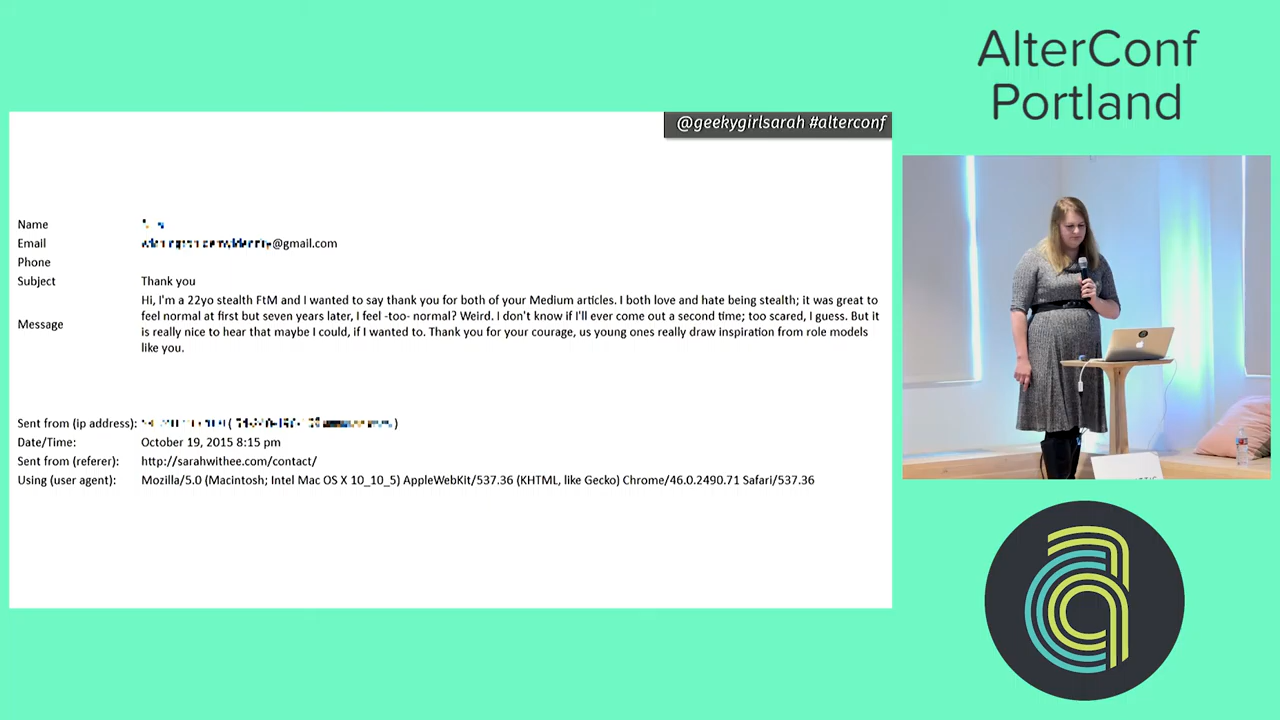 AlterConf
Portland
@geekygirlsarah #alterconf
Name
Email @gmail.com
Phone
Subject Thank you
Message
Hi, I'm a 22yo stealth FtM and I wanted to say thank you for both of your Medium articles. I both love and hate being stealth; it was great to
feel normal at first but seven years later, I feel -too- normal? Weird. I don't know if I'll ever come out a second time; too scared, I guess. But it
is really nice to hear that maybe I could, if I wanted to. Thank you for your courage, us young ones really draw inspiration from role models
like you.
Sent from (ip address): ( )
Date/Time: October 19, 2015 8:15 pm
Sent from (referer): http://sarahwithee.com/contact/
Using (user agent): Mozilla/5.0 (Macintosh; Intel Mac OS X 10_10_5) AppleWebKit/537.36 (KHTML, like Gecko) Chrome/46.0.2490.71 Safari/537.36